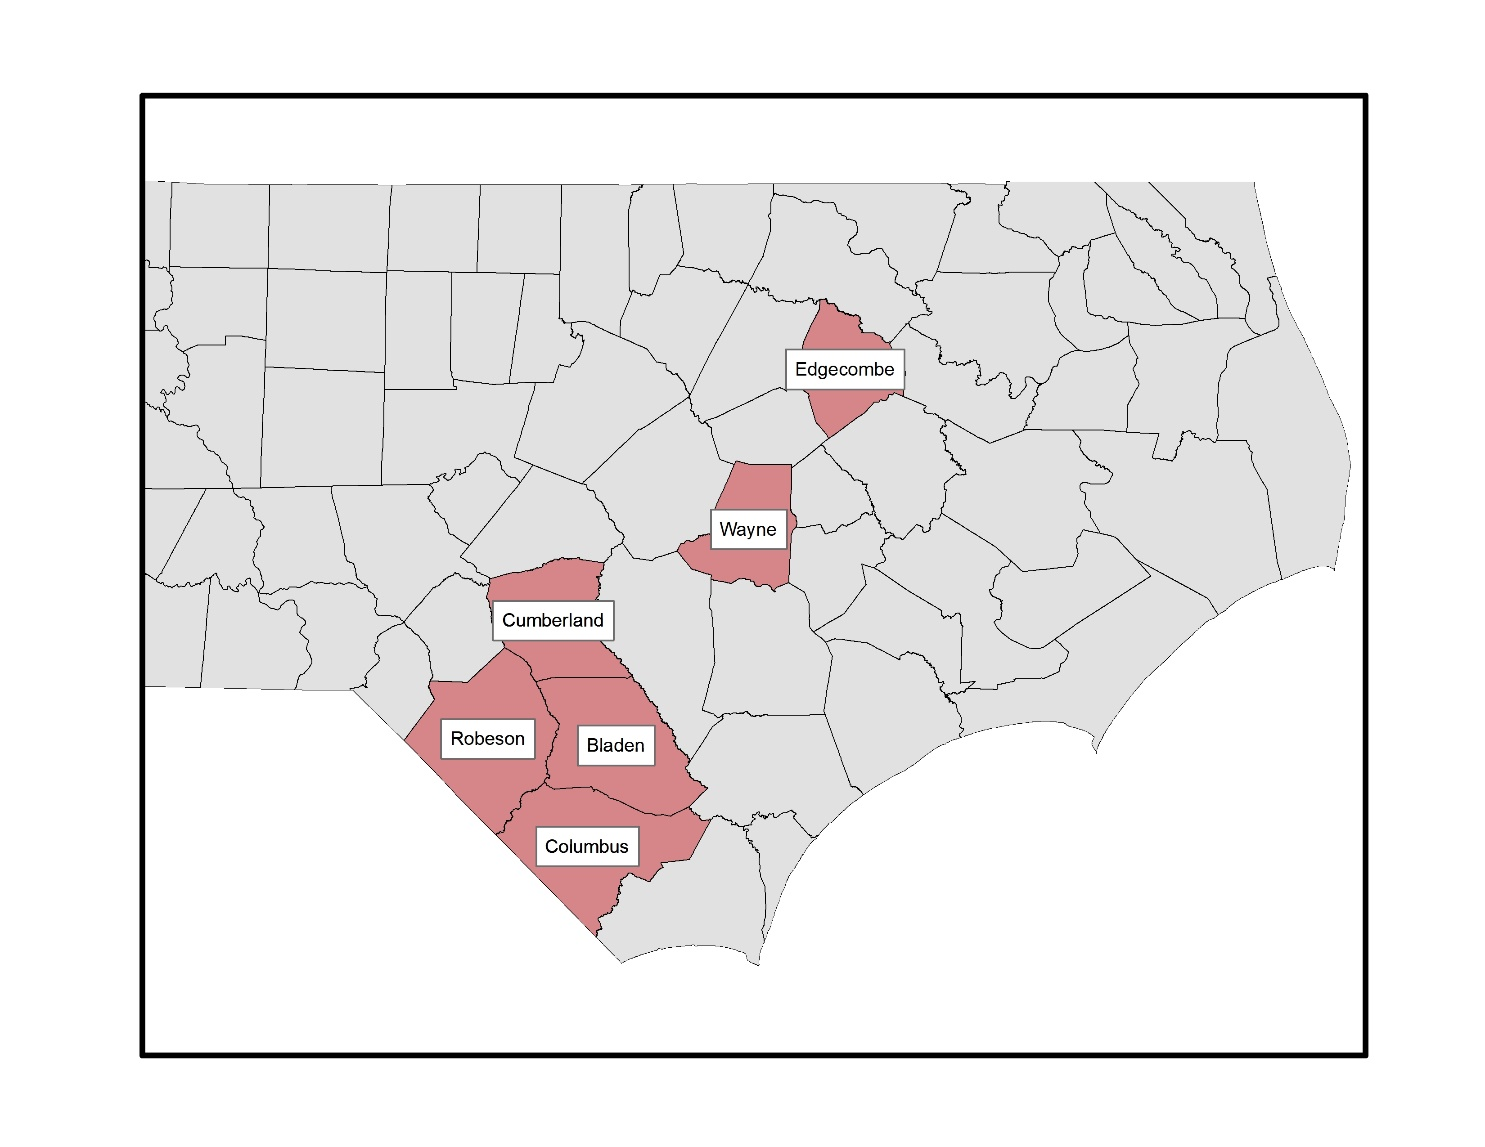 Edgecombe
Wayne
Cumberland
Robeson
Bladen
Columbus